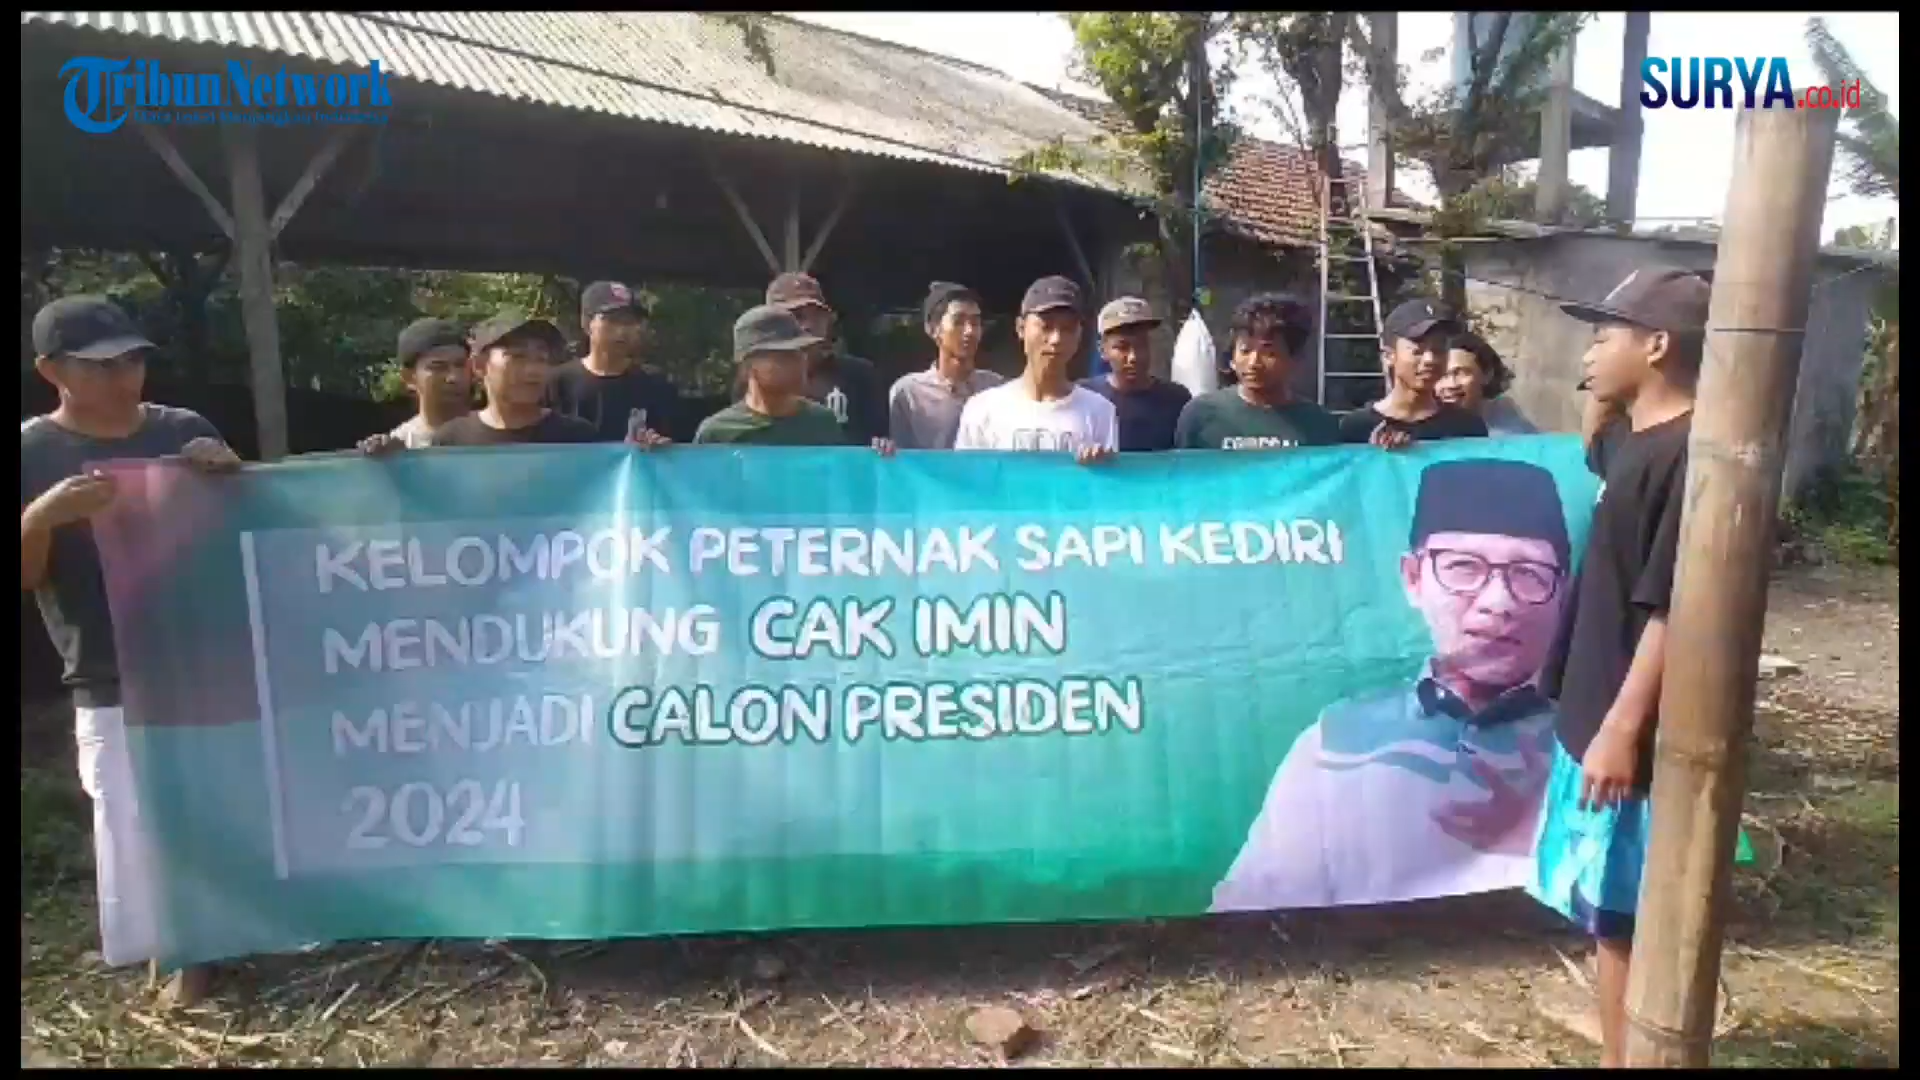 TribunNetwork
SURYA.co.id
KELOMPOK PETERNAK SAPI KEDIRI
MENDUKUNG CAK IMIN
MENJADI CALON PRESIDEN
2024